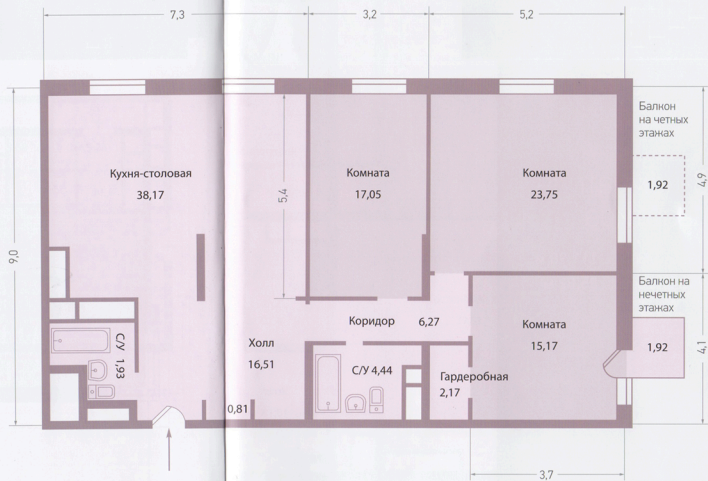 7,3
3,2
5,2
Балкон
на четных
этажах
1,92
4,9
Кухня-столовая
38,17
Комната
17,05
Комната
23,75
5,4
9,0
Балкон на
нечетных
этажах
1,92
4,1
С/У 1,93
Холл
16,51
Коридор
6,27
Комната
15,17
С/У 4,44
Гардеробная
2,17
0,81
3,7